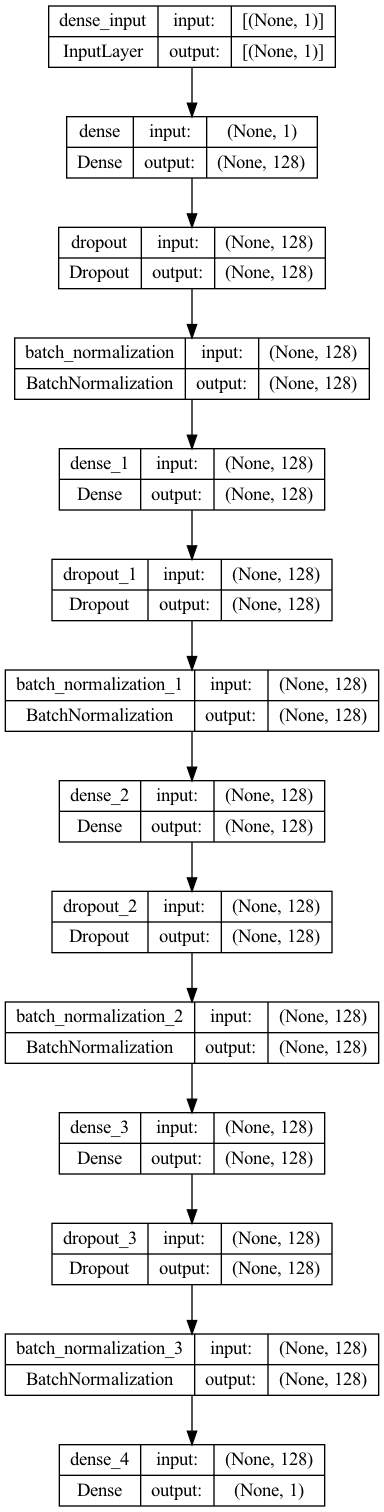 dense_input input: [(None, 1)]
InputLayer output: [(None, 1)]
dense input: (None, 1)
Dense output: (None, 128)
dropout input: (None, 128)
Dropout output: (None, 128)
batch_normalization input: (None, 128)
BatchNormalization output: (None, 128)
dense_1 input: (None, 128)
Dense output: (None, 128)
dropout_1 input: (None, 128)
Dropout output: (None, 128)
batch_normalization_1 input: (None, 128)
BatchNormalization output: (None, 128)
dense_2 input: (None, 128)
Dense output: (None, 128)
dropout_2 input: (None, 128)
Dropout output: (None, 128)
batch_normalization_2 input: (None, 128)
BatchNormalization output: (None, 128)
dense_3 input: (None, 128)
Dense output: (None, 128)
dropout_3 input: (None, 128)
Dropout output: (None, 128)
batch_normalization_3 input: (None, 128)
BatchNormalization output: (None, 128)
dense_4 input: (None, 128)
Dense output: (None, 1)